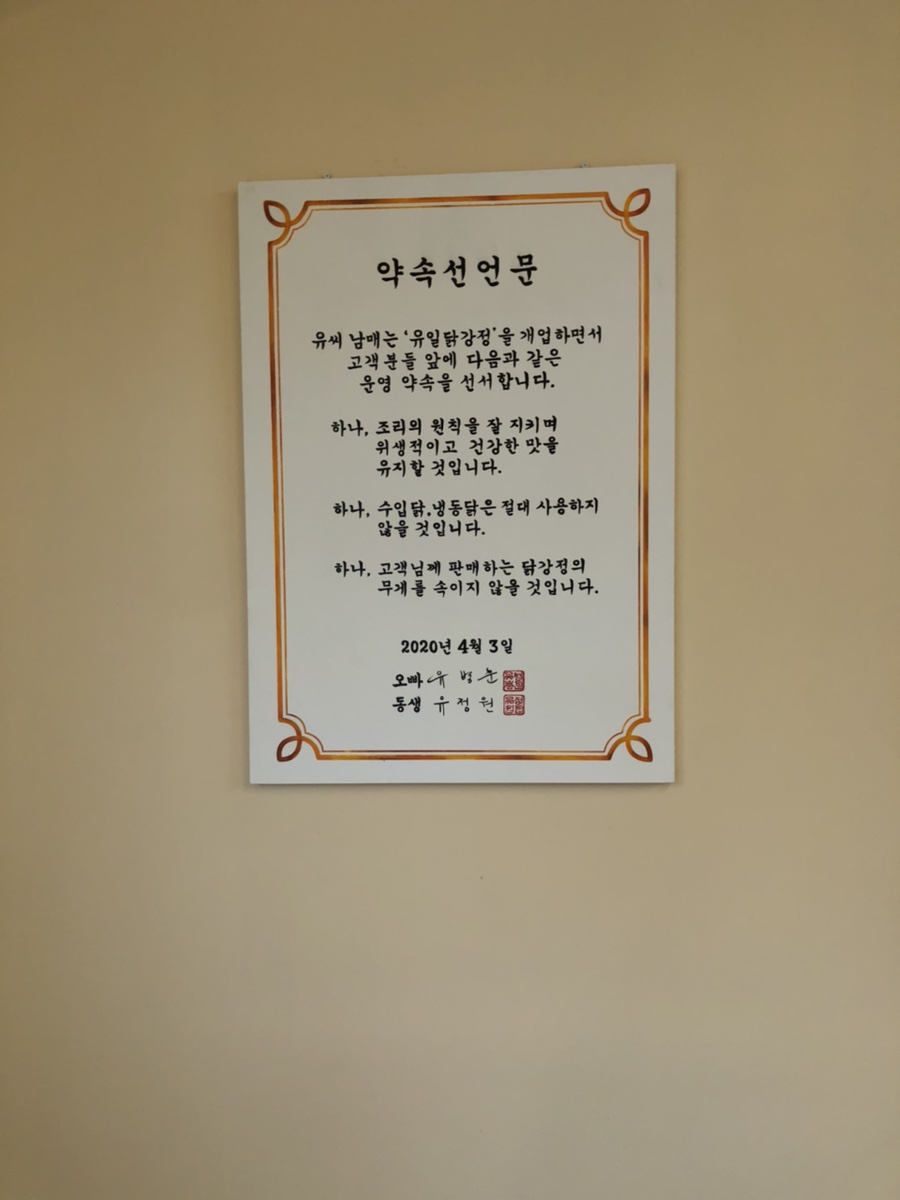 약속선언문
유씨 남매는 '유일닭강정'을 개업하면서
고객분들 앞에 다음과 같은
운영 약속을 선서합니다.
하나, 조리의 원칙을 잘 지키며
위생적이고 건강한 맛을
유지할 것입니다.
하나, 수입닭,냉동닭은 절대 사용하지
않을 것입니다.
하나, 고객님께 판매하는 닭강정의
무게를 속이지 않을 것입니다.
2020년 4월 3일
오빠 유병눈
동생 유정원